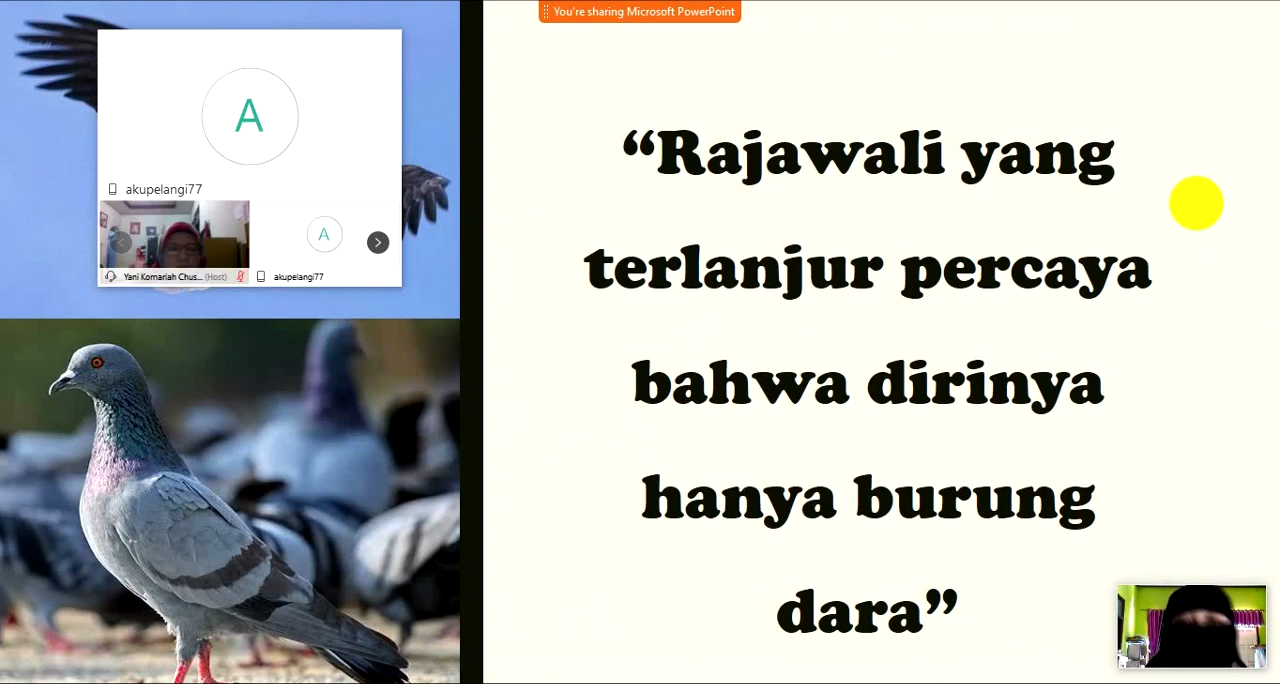 You're sharing Microsoft PowerPoint
A
akupelangi77
A
Yani Komariah Chus... (Host)
akupelangi77
“Rajawali yang
terlanjur percaya
bahwa dirinya
hanya burung
dara”